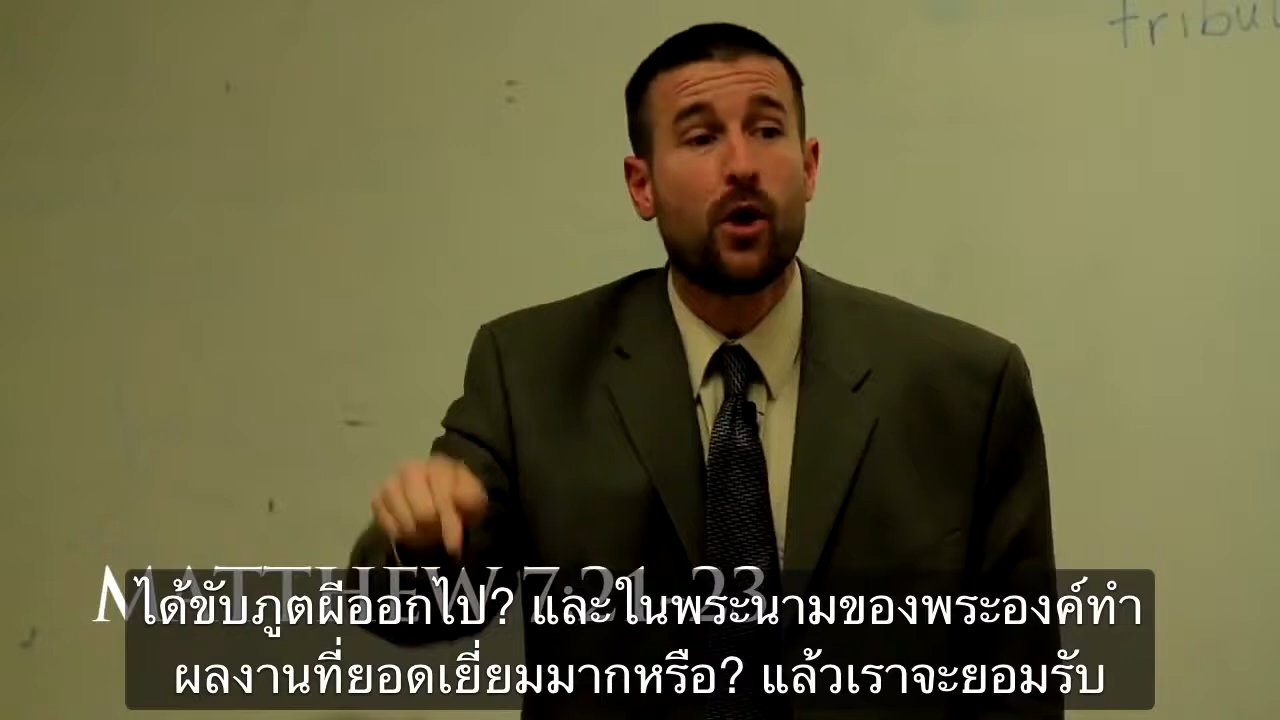 tribul
MATTHEW 7:21, 23
ได้ขับภูตผีออกไป? และในพระนามของพระองค์ทำ
ผลงานที่ยอดเยี่ยมมากหรือ? แล้วเราจะยอมรับ